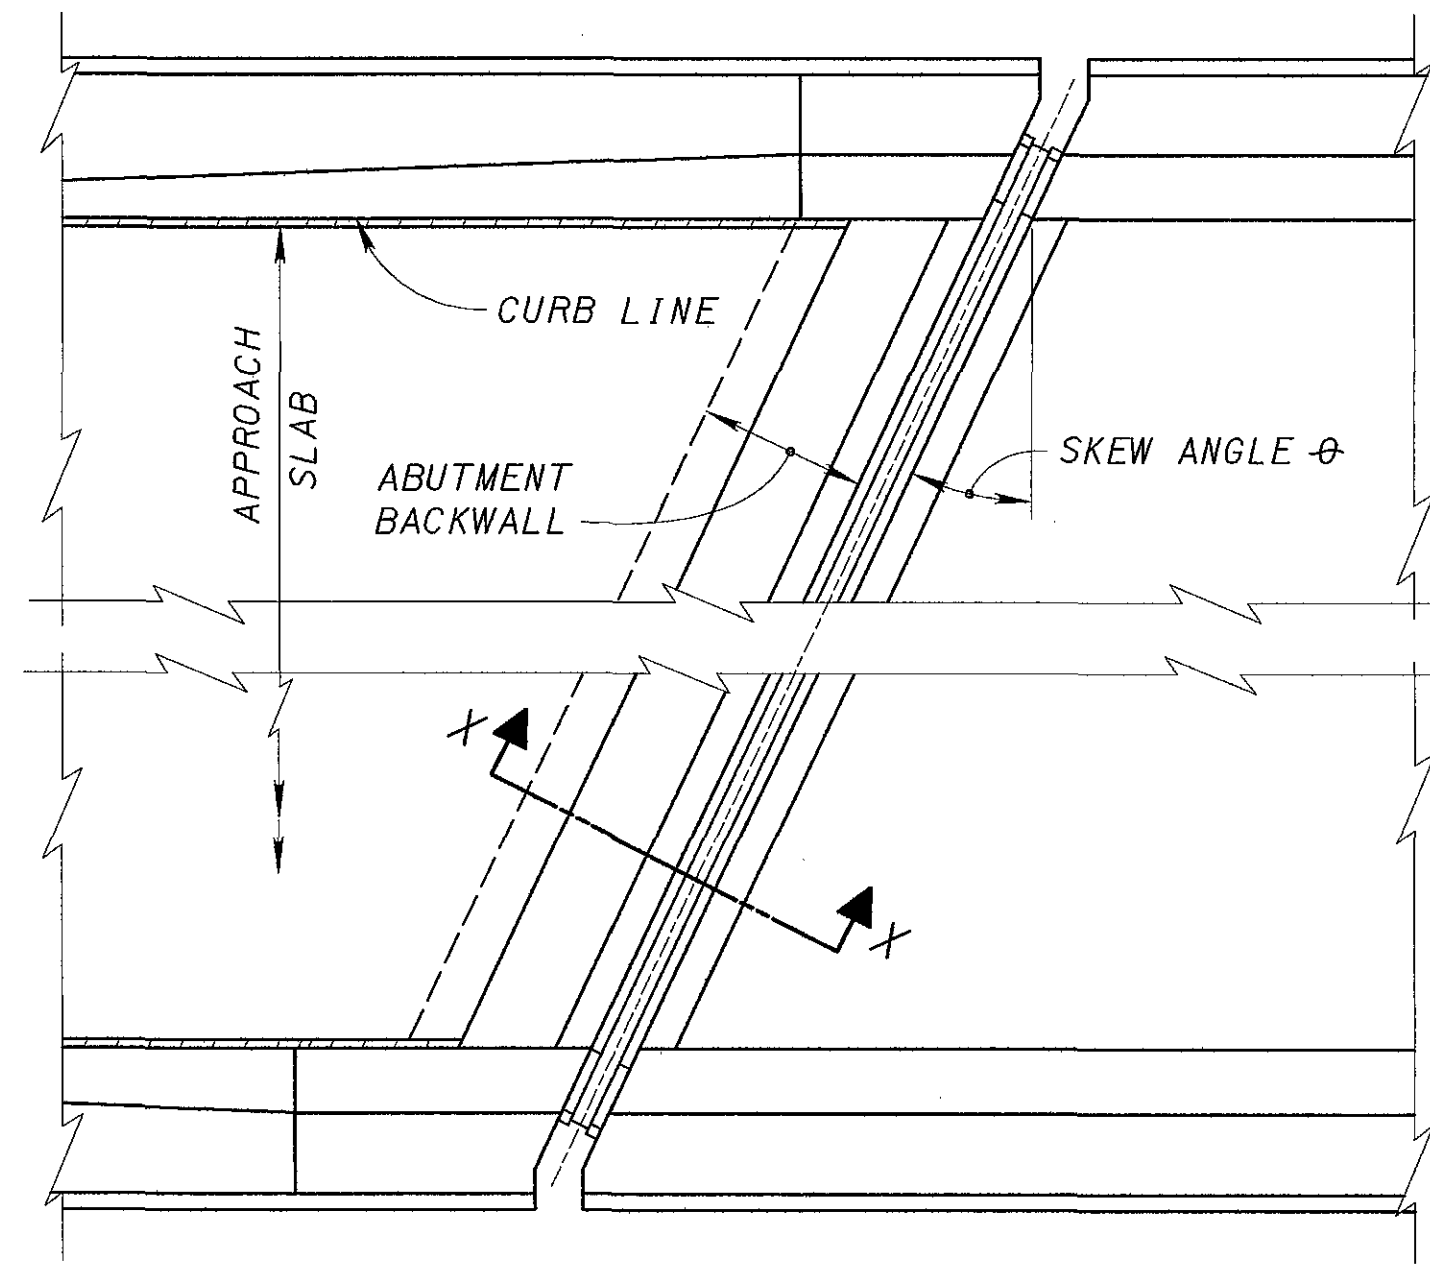 CURB LINE
APPROACH
SLAB
ABUTMENT
BACKWALL
SKEW ANGLE θ
X
X